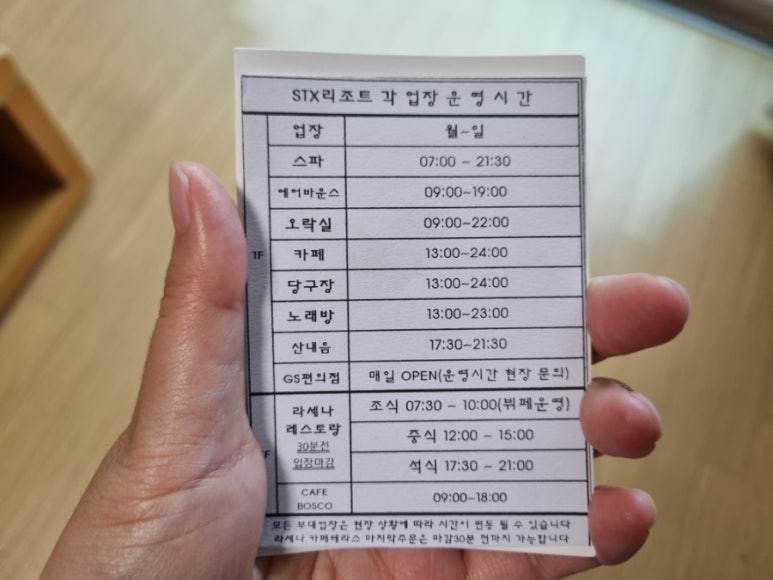 STX리조트 각 업장 운영시간
업장 월~일
스파 07:00 ~ 21:30
에어바운스 09:00~19:00
오락실 09:00~22:00
1F
카페 13:00~24:00
당구장 13:00~24:00
노래방 13:00~23:00
산내음 17:30~21:30
GS편의점 매일 OPEN(운영시간 현장 문의)
라세나 레스토랑
30분전
입장마감
조식 07:30 ~ 10:00(뷔페운영)
중식 12:00 - 15:00
석식 17:30 ~ 21:00
CAFE
BOSCO
09:00~18:00
모든 부대업장은 현장 상황에 따라 시간이 변동 될 수 있습니다
라세나 카페테라스 마지막주문은 마감30분 전까지 가능합니다